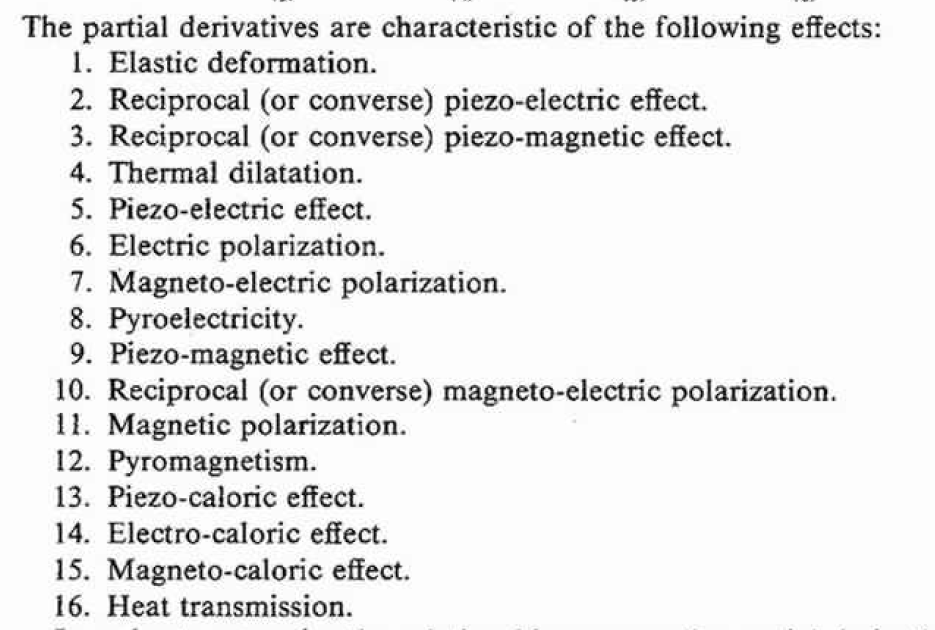 The partial derivatives are characteristic of the following effects:
1. Elastic deformation.
2. Reciprocal (or converse) piezo-electric effect.
3. Reciprocal (or converse) piezo-magnetic effect.
4. Thermal dilatation.
5. Piezo-electric effect.
6. Electric polarization.
7. Magneto-electric polarization.
8. Pyroelectricity.
9. Piezo-magnetic effect.
10. Reciprocal (or converse) magneto-electric polarization.
11. Magnetic polarization.
12. Pyromagnetism.
13. Piezo-caloric effect.
14. Electro-caloric effect.
15. Magneto-caloric effect.
16. Heat transmission.